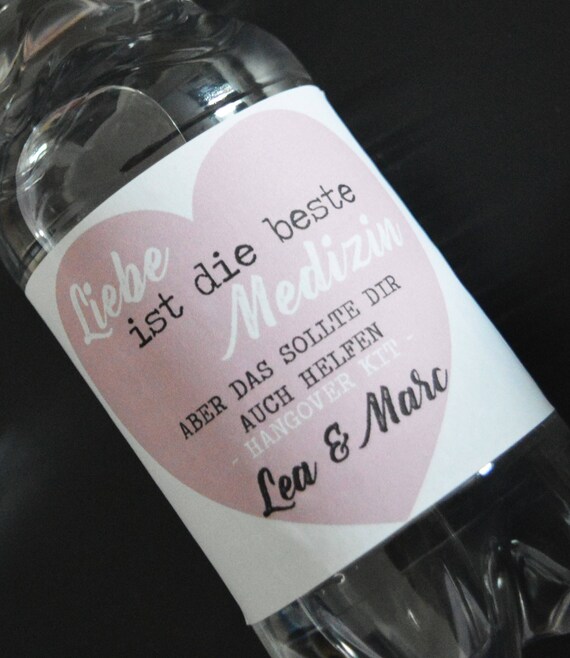 Liebe
ist die beste
Medizin
ABER DAS SOLLTE DIR
AUCH HELFEN
- HANGOVER KIT -
Lea & Marc